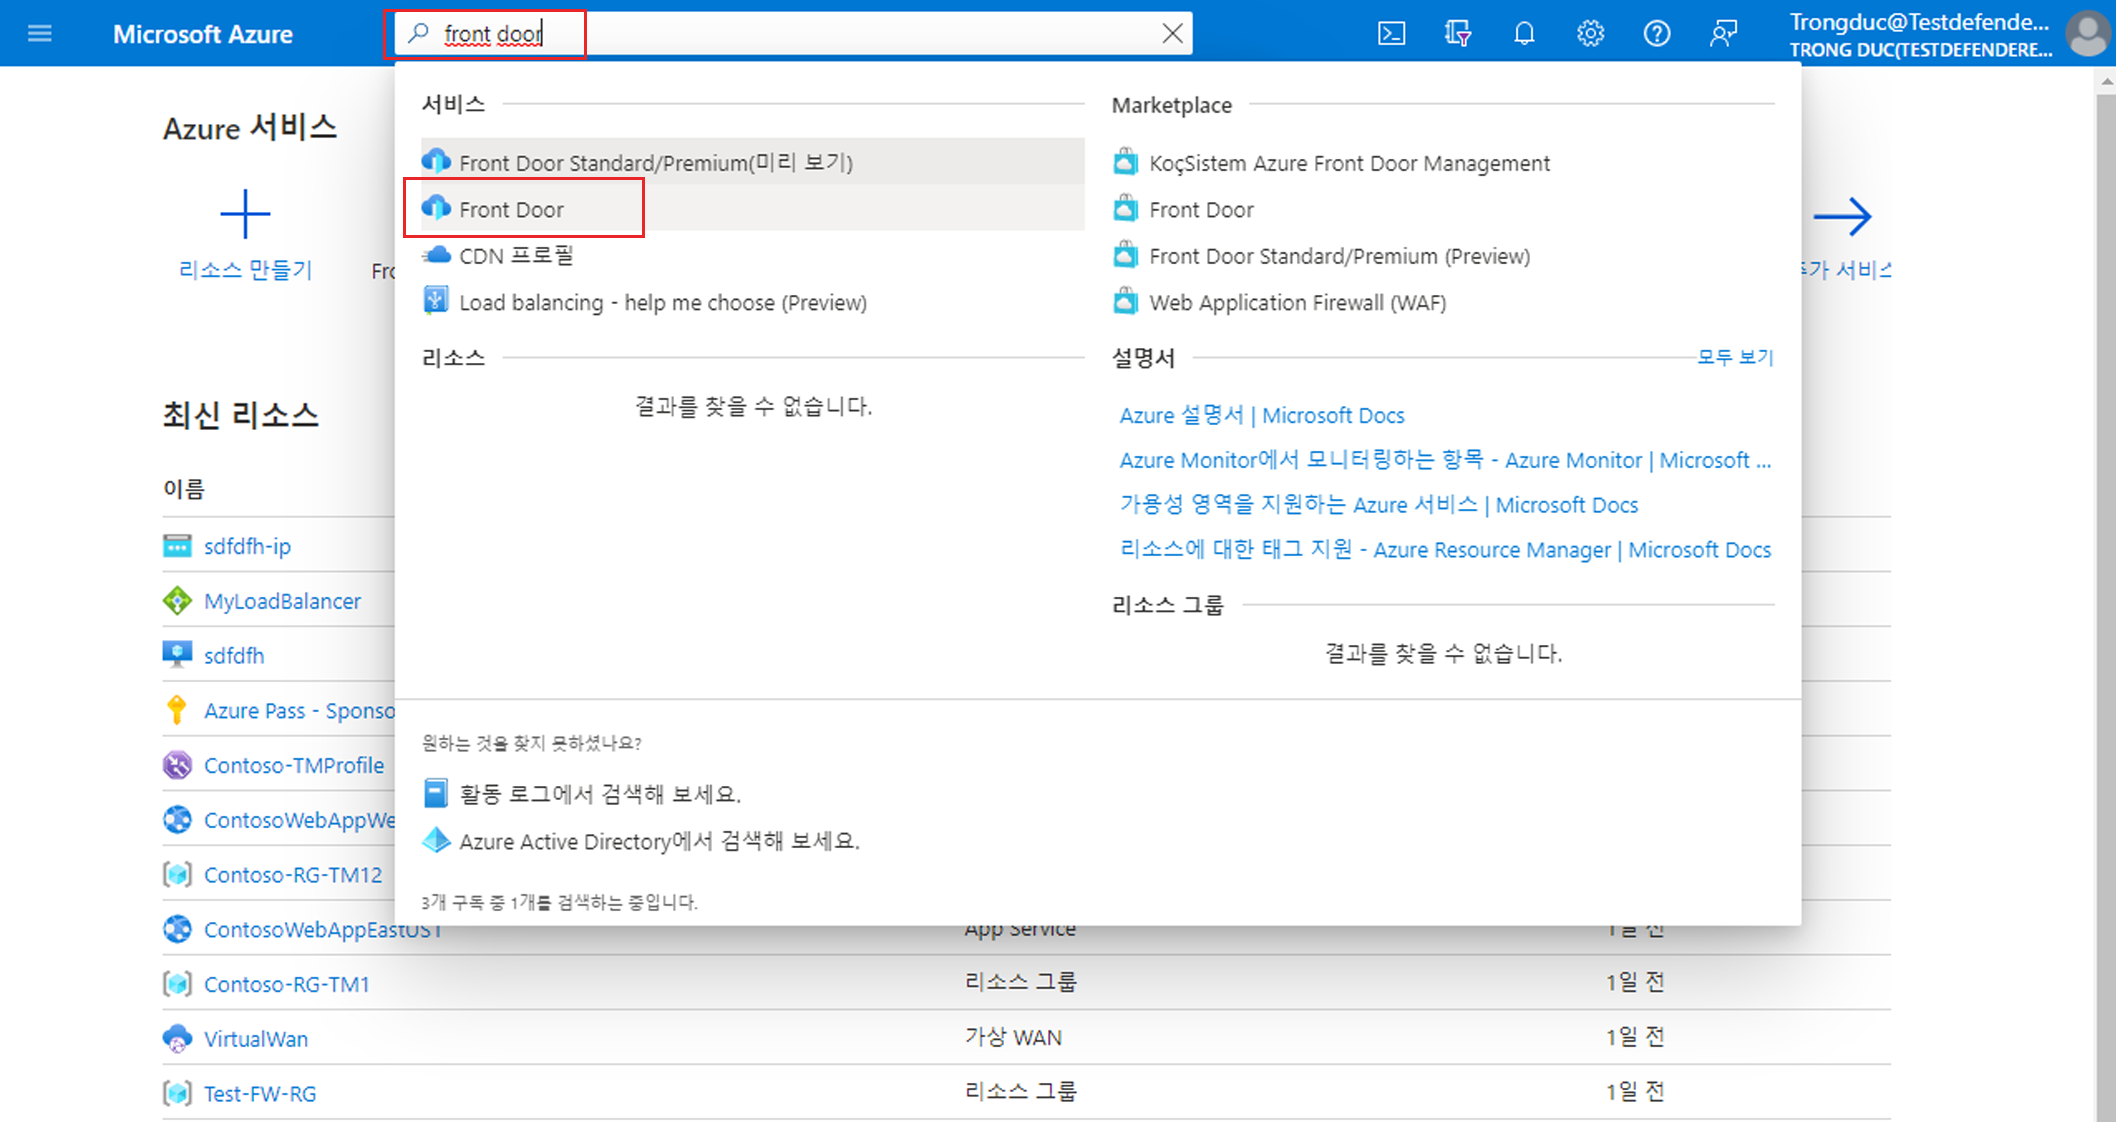 Microsoft Azure
front door
Trongduc@Testdefende...
TRONG DUC(TESTDEFENDERE...
Azure 서비스
리소스 만들기
Fro
추가 서비스
서비스
Front Door Standard/Premium(미리 보기)
Front Door
CDN 프로필
Load balancing - help me choose (Preview)
리소스
결과를 찾을 수 없습니다.
Marketplace
KoçSistem Azure Front Door Management
Front Door
Front Door Standard/Premium (Preview)
Web Application Firewall (WAF)
설명서
모두 보기
Azure 설명서 | Microsoft Docs
Azure Monitor에서 모니터링하는 항목 - Azure Monitor | Microsoft ...
가용성 영역을 지원하는 Azure 서비스 | Microsoft Docs
리소스에 대한 태그 지원 - Azure Resource Manager | Microsoft Docs
리소스 그룹
결과를 찾을 수 없습니다.
원하는 것을 찾지 못하셨나요?
활동 로그에서 검색해 보세요.
Azure Active Directory에서 검색해 보세요.
3개 구독 중 1개를 검색하는 중입니다.
최신 리소스
이름
sdfdfh-ip
MyLoadBalancer
sdfdfh
Azure Pass - Sponso
Contoso-TMProfile
ContosoWebAppWe
Contoso-RG-TM12
ContosoWebAppEastUS1 App Service 1일 전
Contoso-RG-TM1 리소스 그룹 1일 전
VirtualWan 가상 WAN 1일 전
Test-FW-RG 리소스 그룹 1일 전